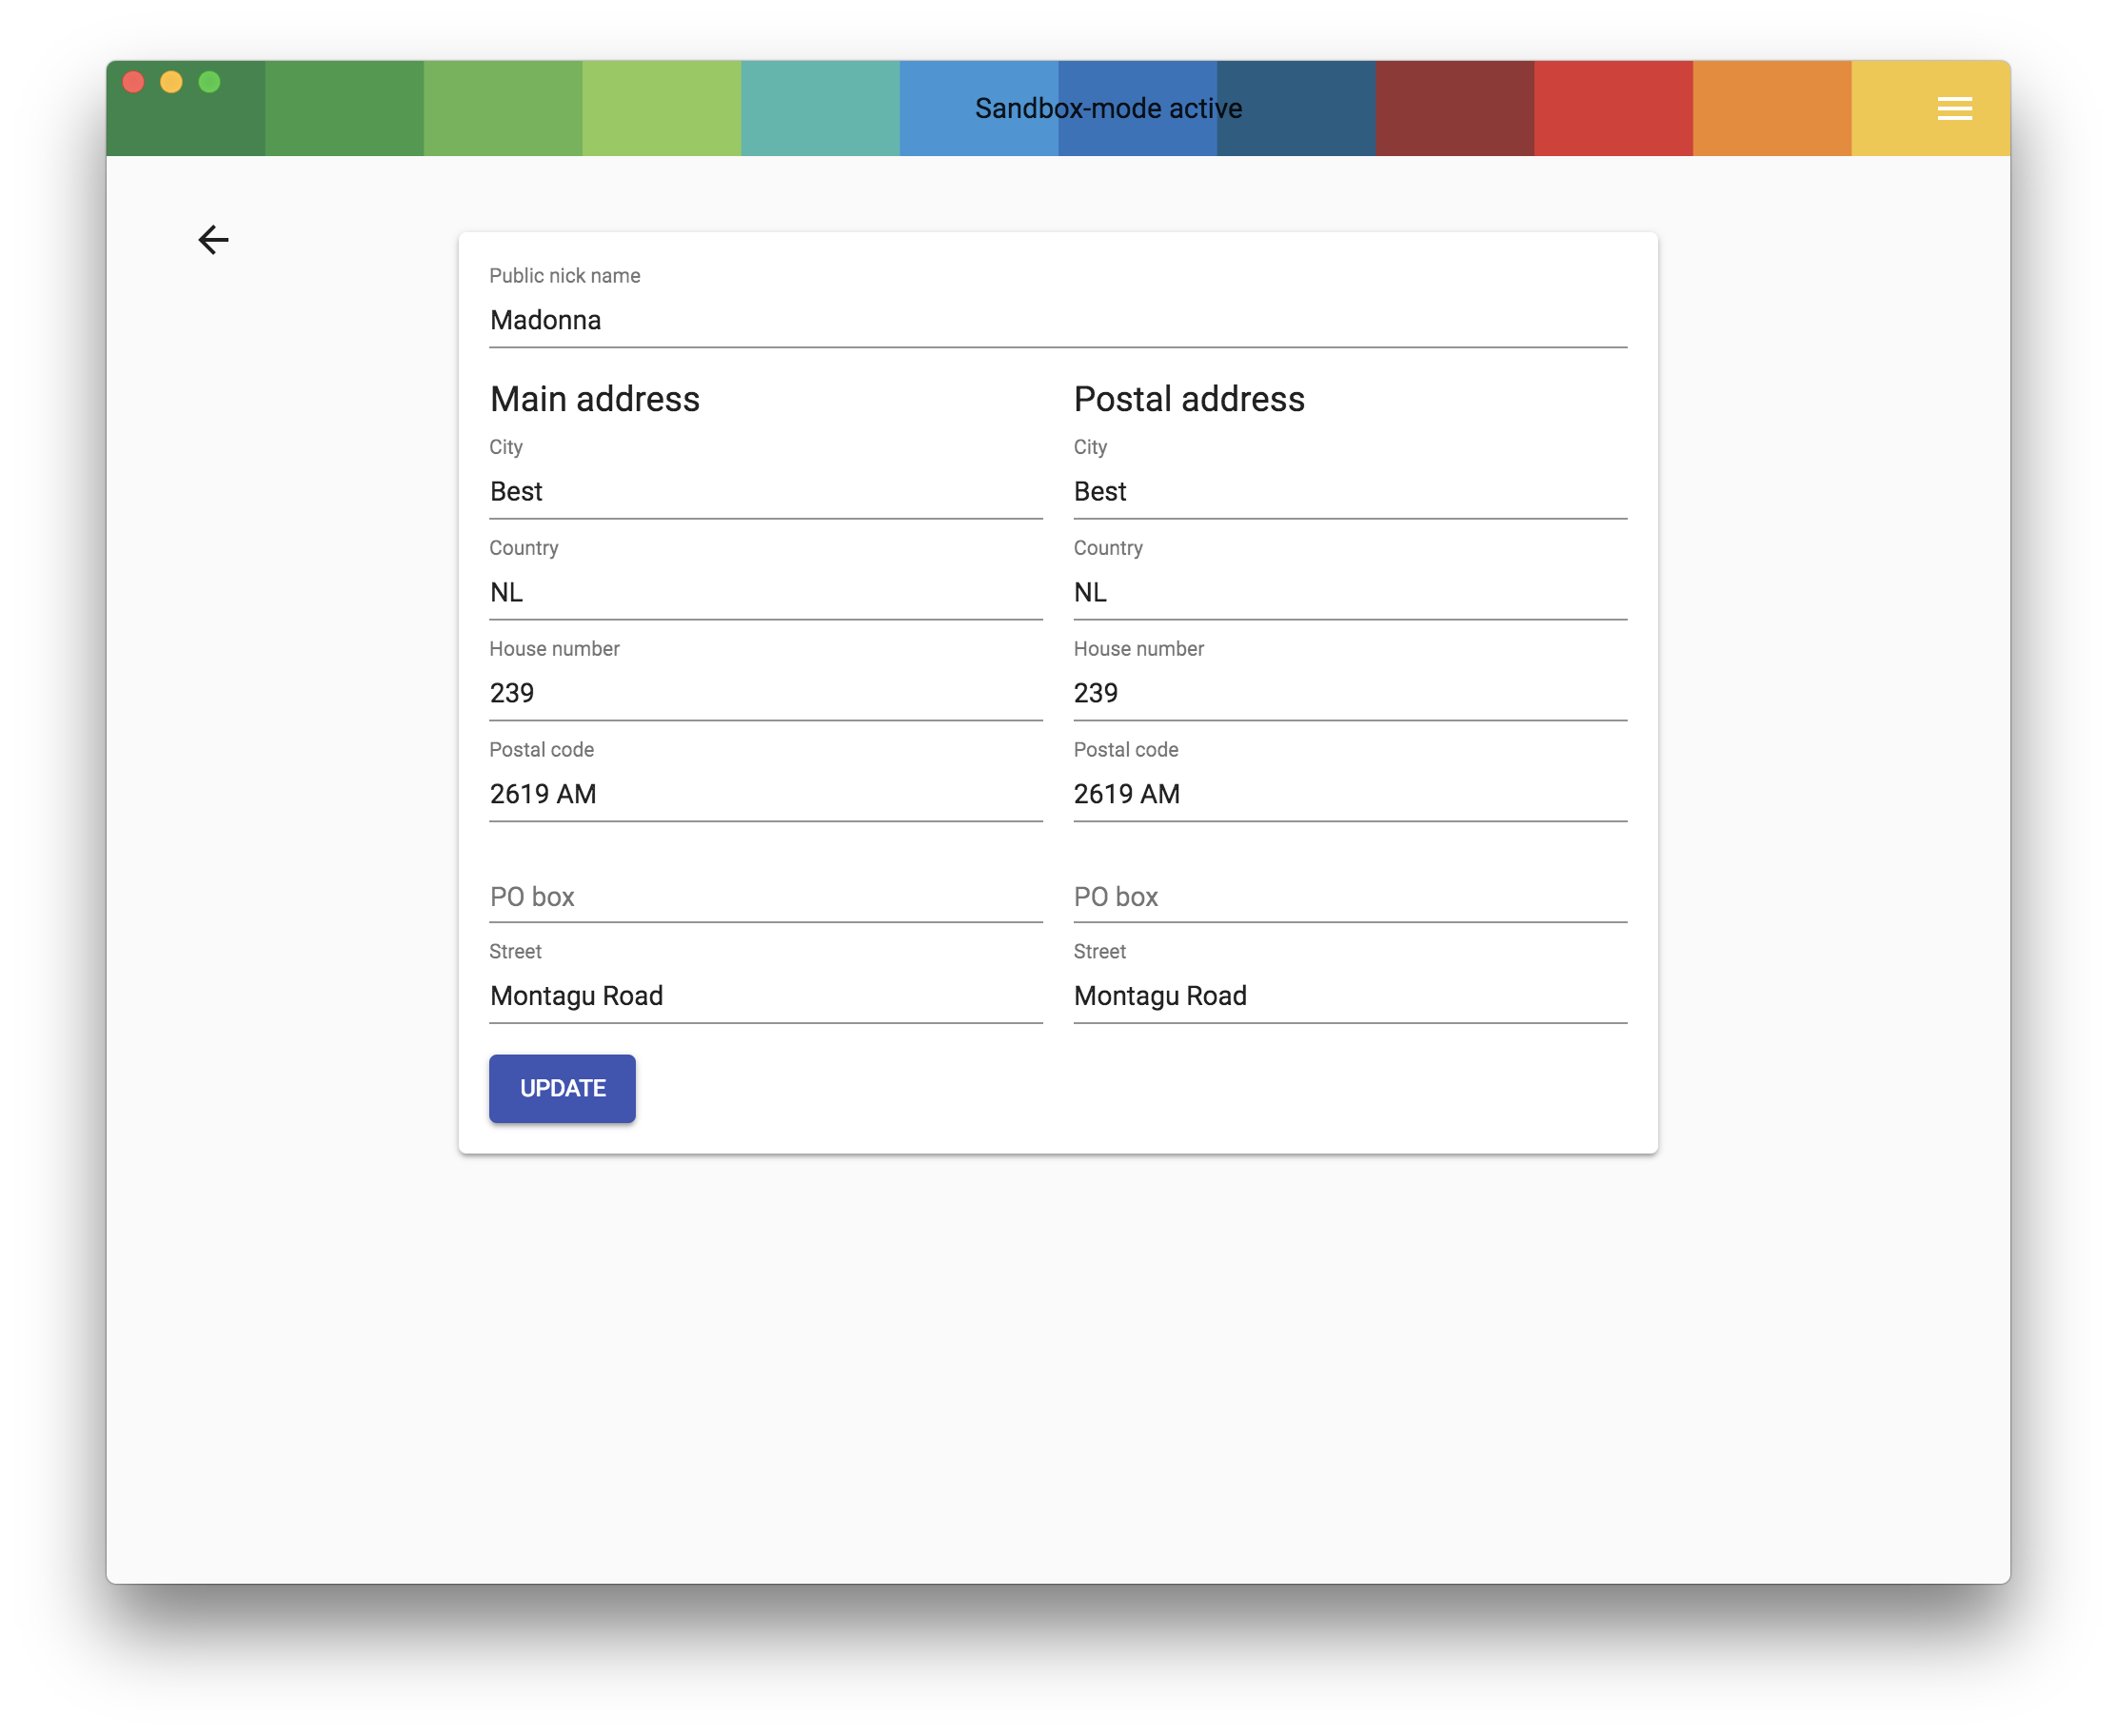 Sandbox-mode active
Public nick name
Madonna
Main address
City
Best
Country
NL
House number
239
Postal code
2619 AM
PO box
Street
Montagu Road
Postal address
City
Best
Country
NL
House number
239
Postal code
2619 AM
PO box
Street
Montagu Road
UPDATE